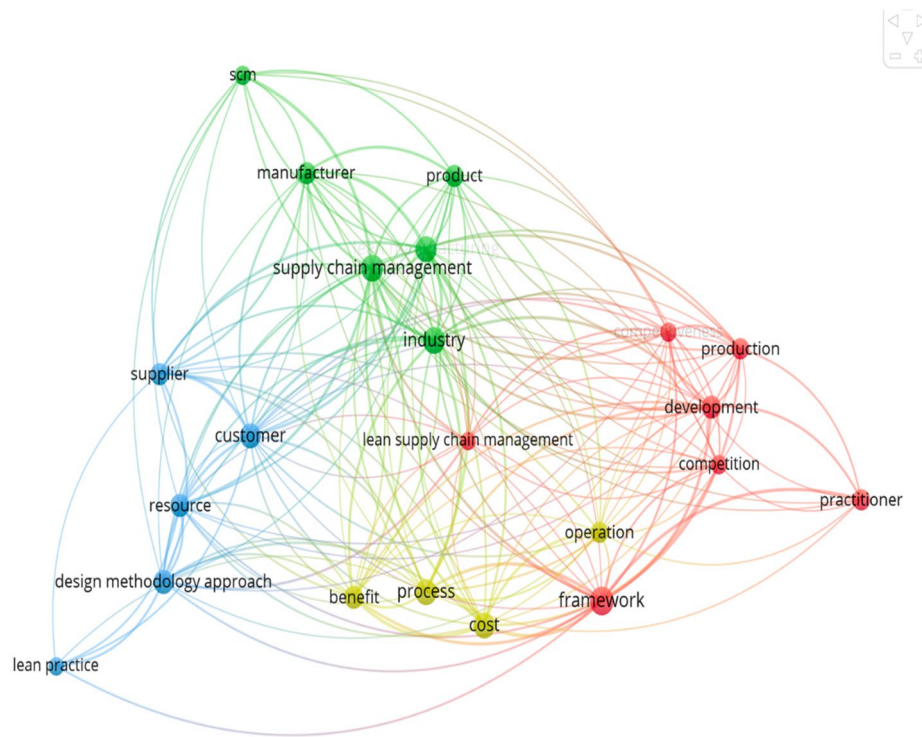 scm
manufacturer
product
supply chain management
industry
competitiveness
production
supplier
development
customer
lean supply chain management
competition
practitioner
resource
operation
design methodology approach
benefit
process
framework
cost
lean practice